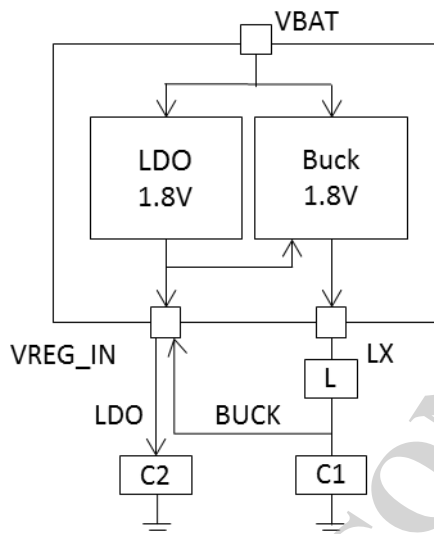 VBAT
LDO
1.8V
Buck
1.8V
VREG_IN
LX
L
LDO
BUCK
C2
C1